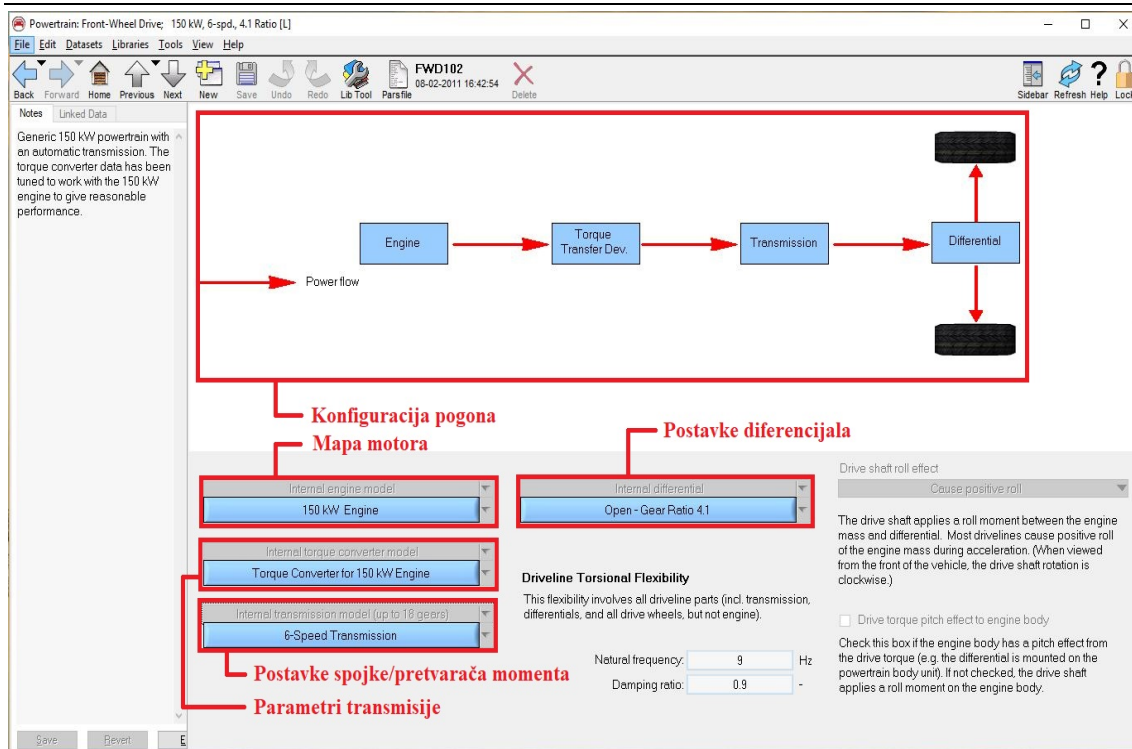 Powertrain: Front-Wheel Drive; 150 kW, 6-spd., 4.1 Ratio [L]
File Edit Datasets Libraries Tools View Help
Back Forward Home Previous Next New Save Undo Redo Lib Tool Parsfile
FWD102
08-02-2011 16:42:54
Delete
Sidebar Refresh Help Lock
Notes Linked Data
Generic 150 kW powertrain with
an automatic transmission. The
torque converter data has been
tuned to work with the 150 kW
engine to give reasonable
performance.
Engine
Torque
Transfer Dev.
Transmission
Differential
Power flow
Konfiguracija pogona
Mapa motora
Postavke diferencijala
Internal engine model
150 kW Engine
Internal torque converter model
Torque Converter for 150 kW Engine
Internal transmission model (up to 18 gears)
6-Speed Transmission
Postavke spojke/pretvarača momenta
Parametri transmisije
Internal differential
Open - Gear Ratio 4.1
Driveline Torsional Flexibility
This flexibility involves all driveline parts (incl. transmission,
differentials, and all drive wheels, but not engine).
Natural frequency: 9 Hz
Damping ratio: 0.9 -
Drive shaft roll effect
Cause positive roll
The drive shaft applies a roll moment between the engine
mass and differential. Most drivelines cause positive roll
of the engine mass during acceleration. (When viewed
from the front of the vehicle, the drive shaft rotation is
clockwise.)
Drive torque pitch effect to engine body
Check this box if the engine body has a pitch effect from
the drive torque (e.g. the differential is mounted on the
powertrain body unit). If not checked, the drive shaft
applies a roll moment on the engine body.
Save Revert E